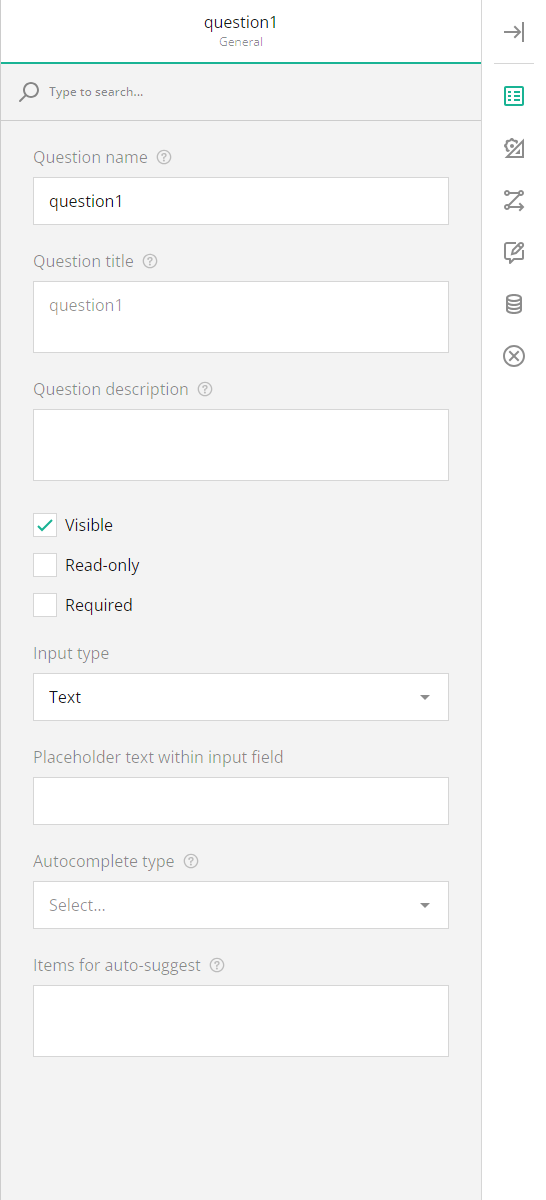 question1
General
Type to search...
Question name
question1
Question title
question1
Question description
Visible
Read-only
Required
Input type
Text
Placeholder text within input field
Autocomplete type
Select...
Items for auto-suggest